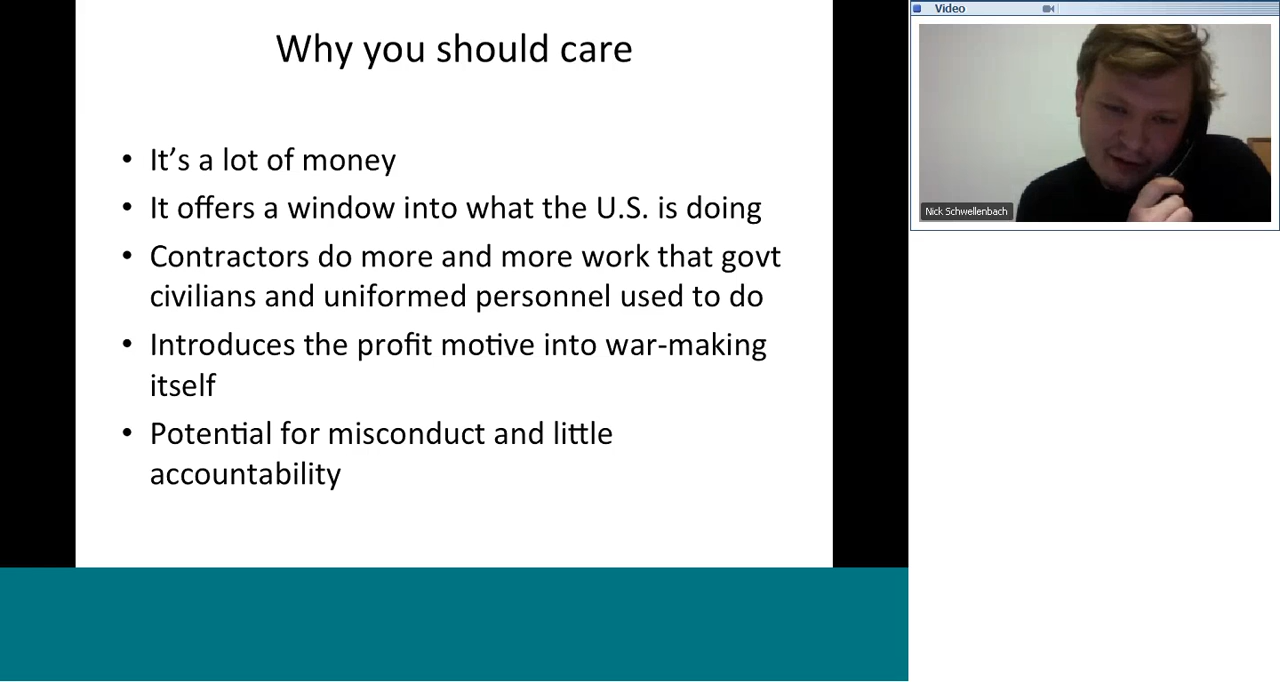 Why you should care
• It’s a lot of money
• It offers a window into what the U.S. is doing
• Contractors do more and more work that govt
civilians and uniformed personnel used to do
• Introduces the profit motive into war-making
itself
• Potential for misconduct and little
accountability
Video
Nick Schwellenbach